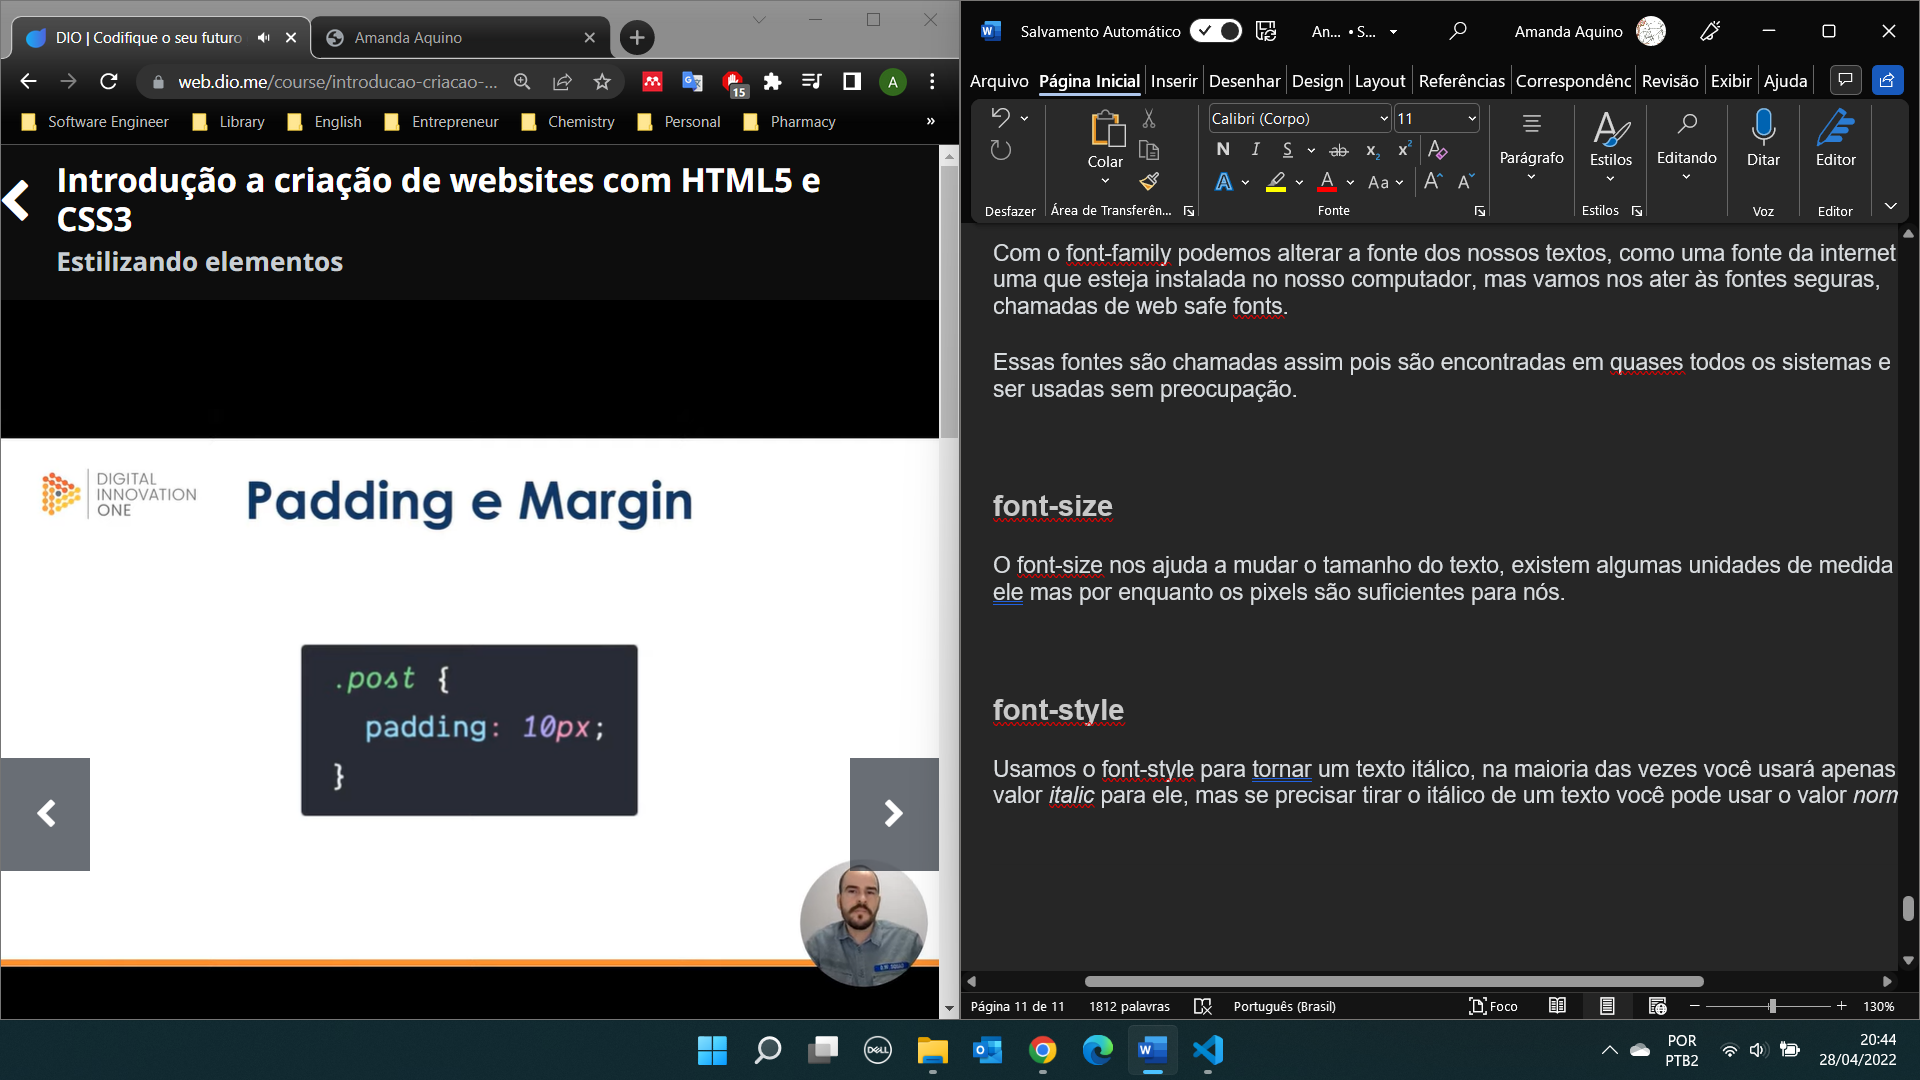 DIO | Codifique o seu futuro
Amanda Aquino
web.dio.me/course/introducao-criacao-...
15
A
Software Engineer
Library
English
Entrepreneur
Chemistry
Personal
Pharmacy
»
Introdução a criação de websites com HTML5 e
CSS3
Estilizando elementos
DIGITAL
INNOVATION
ONE
Padding e Margin
.post {
padding: 10px;
}
Salvamento Automático
An... • S...
Amanda Aquino
Arquivo
Página Inicial
Inserir
Desenhar
Design
Layout
Referências
Correspondênc
Revisão
Exibir
Ajuda
Desfazer
Colar
Área de Transferên...
Calibri (Corpo)
11
N I S ab x₂ x²
A A Aa A A
Fonte
Parágrafo
Estilos
Estilos
Editando
Ditar
Voz
Editor
Editor
Com o font-family podemos alterar a fonte dos nossos textos, como uma fonte da internet
uma que esteja instalada no nosso computador, mas vamos nos ater às fontes seguras,
chamadas de web safe fonts.
Essas fontes são chamadas assim pois são encontradas em quases todos os sistemas e
ser usadas sem preocupação.
font-size
O font-size nos ajuda a mudar o tamanho do texto, existem algumas unidades de medida
ele mas por enquanto os pixels são suficientes para nós.
font-style
Usamos o font-style para tornar um texto itálico, na maioria das vezes você usará apenas
valor italic para ele, mas se precisar tirar o itálico de um texto você pode usar o valor norm
Página 11 de 11
1812 palavras
Português (Brasil)
Foco
130%
DELL
POR
PTB2
20:44
28/04/2022